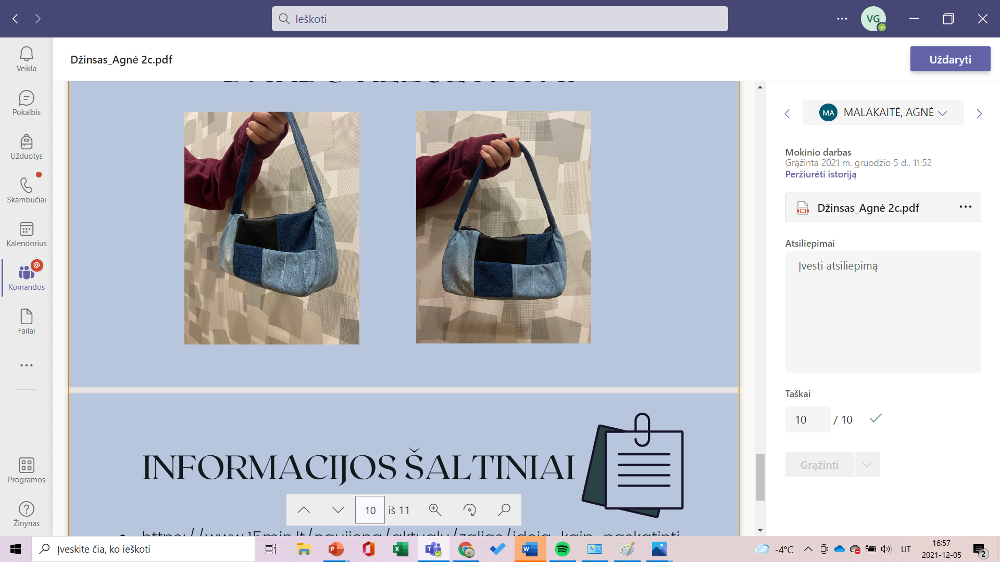 Ieškoti
VG
Veikla
Pokalbis
Užduotys
Skambučiai
Kalendorius
@
Komandos
Failai
Programos
Žinynas
Džinsas_Agnė 2c.pdf
Uždaryti
INFORMACIJOS ŠALTINIAI
10 iš 11
MA MALAKAITĖ, AGNĖ
Mokinio darbas
Grąžinta 2021 m. gruodžio 5 d., 11:52
Peržiūrėti istoriją
Džinsas_Agnė 2c.pdf
Atsiliepimai
Įvesti atsiliepimą
Taškai
10 / 10
Grąžinti
Įveskite čia, ko ieškoti
-4°C
LIT
16:57
2021-12-05
2